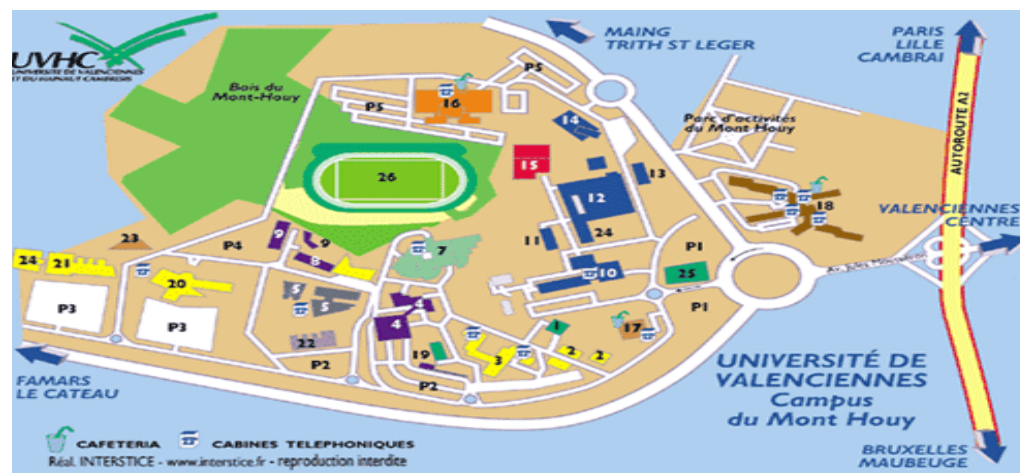 UVHC
UNIVERSITÉ DE VALENCIENNES
ET DU HAINAUT CAMBRESIS
MAING
TRITH ST LEGER
PARIS
LILLE
CAMBRAI
Bois du
Mont-Houy
P5
P5
16
14
Parc d'activités
du Mont Houy
AUTOROUTE A2
15
13
26
12
18
VALENCIENNES
CENTRE
24
11
9
9
8
7
P4
23
24
21
20
P1
10
25
Av. Jules Mousseron
P3
P3
5
5
4
4
P1
1
17
22
P2
19
3
2
2
P2
UNIVERSITÉ DE
VALENCIENNES
Campus
du Mont Houy
FAMARS
LE CATEAU
BRUXELLES
MAUBEUGE
CAFETERIA
CABINES TELEPHONIQUES
Réal. INTERSTICE - www.interstice.fr - reproduction interdite